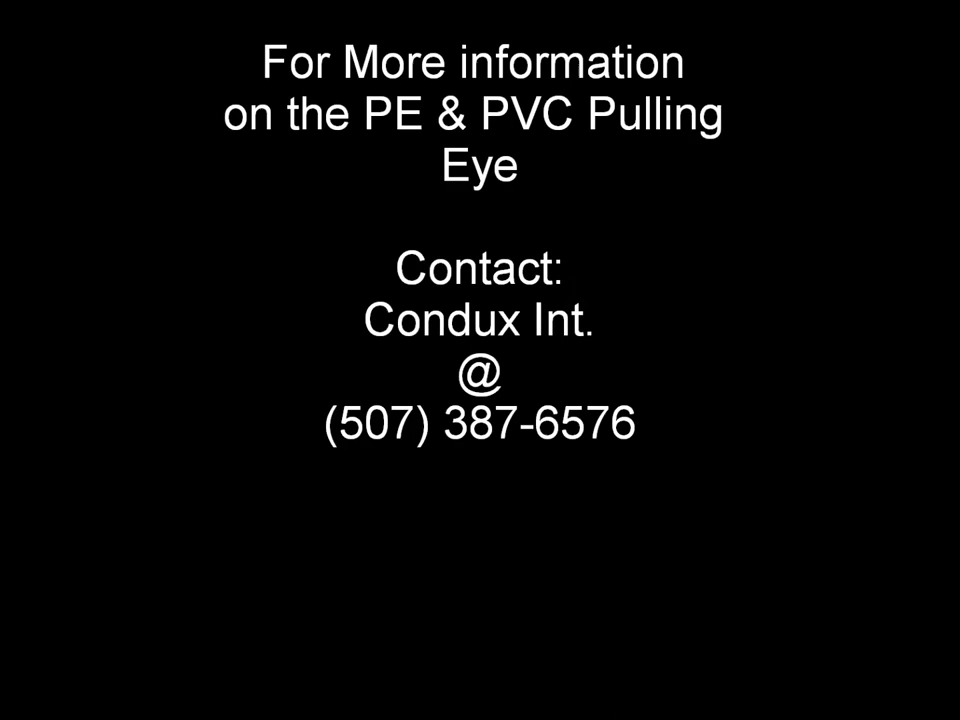 For More information
on the PE & PVC Pulling
Eye
Contact:
Condux Int.
@
(507) 387-6576